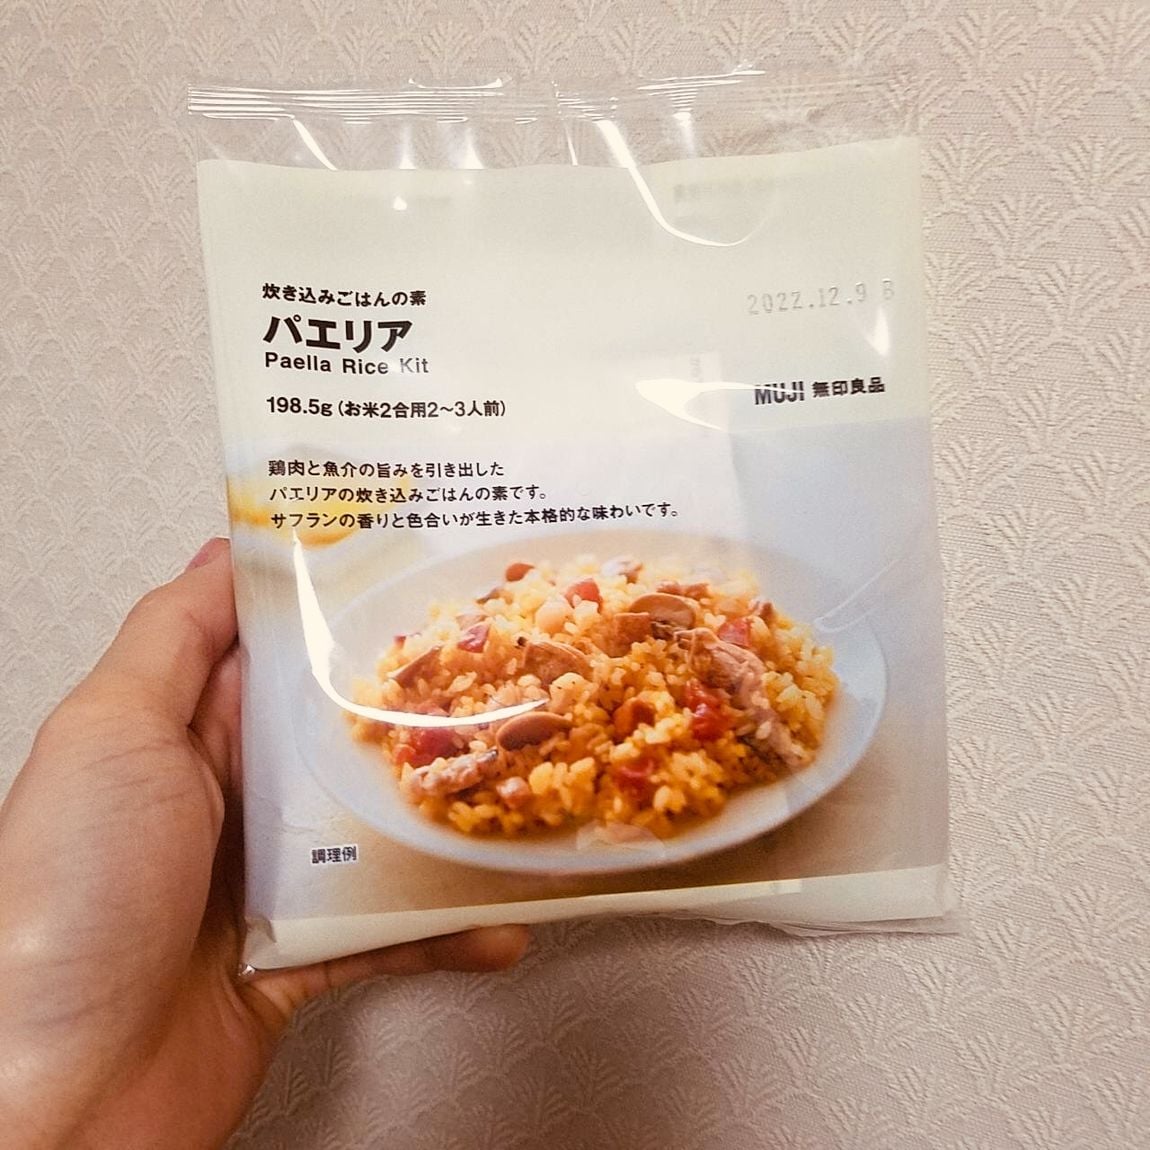 炊き込みごはんの素
パエリア
Paella Rice Kit
198.5g（お米2合用2～3人前）
2022.12.9 B
MUJI 無印良品
鶏肉と魚介の旨みを引き出した
パエリアの炊き込みごはんの素です。
サフランの香りと色合いが生きた本格的な味わいです。
調理例